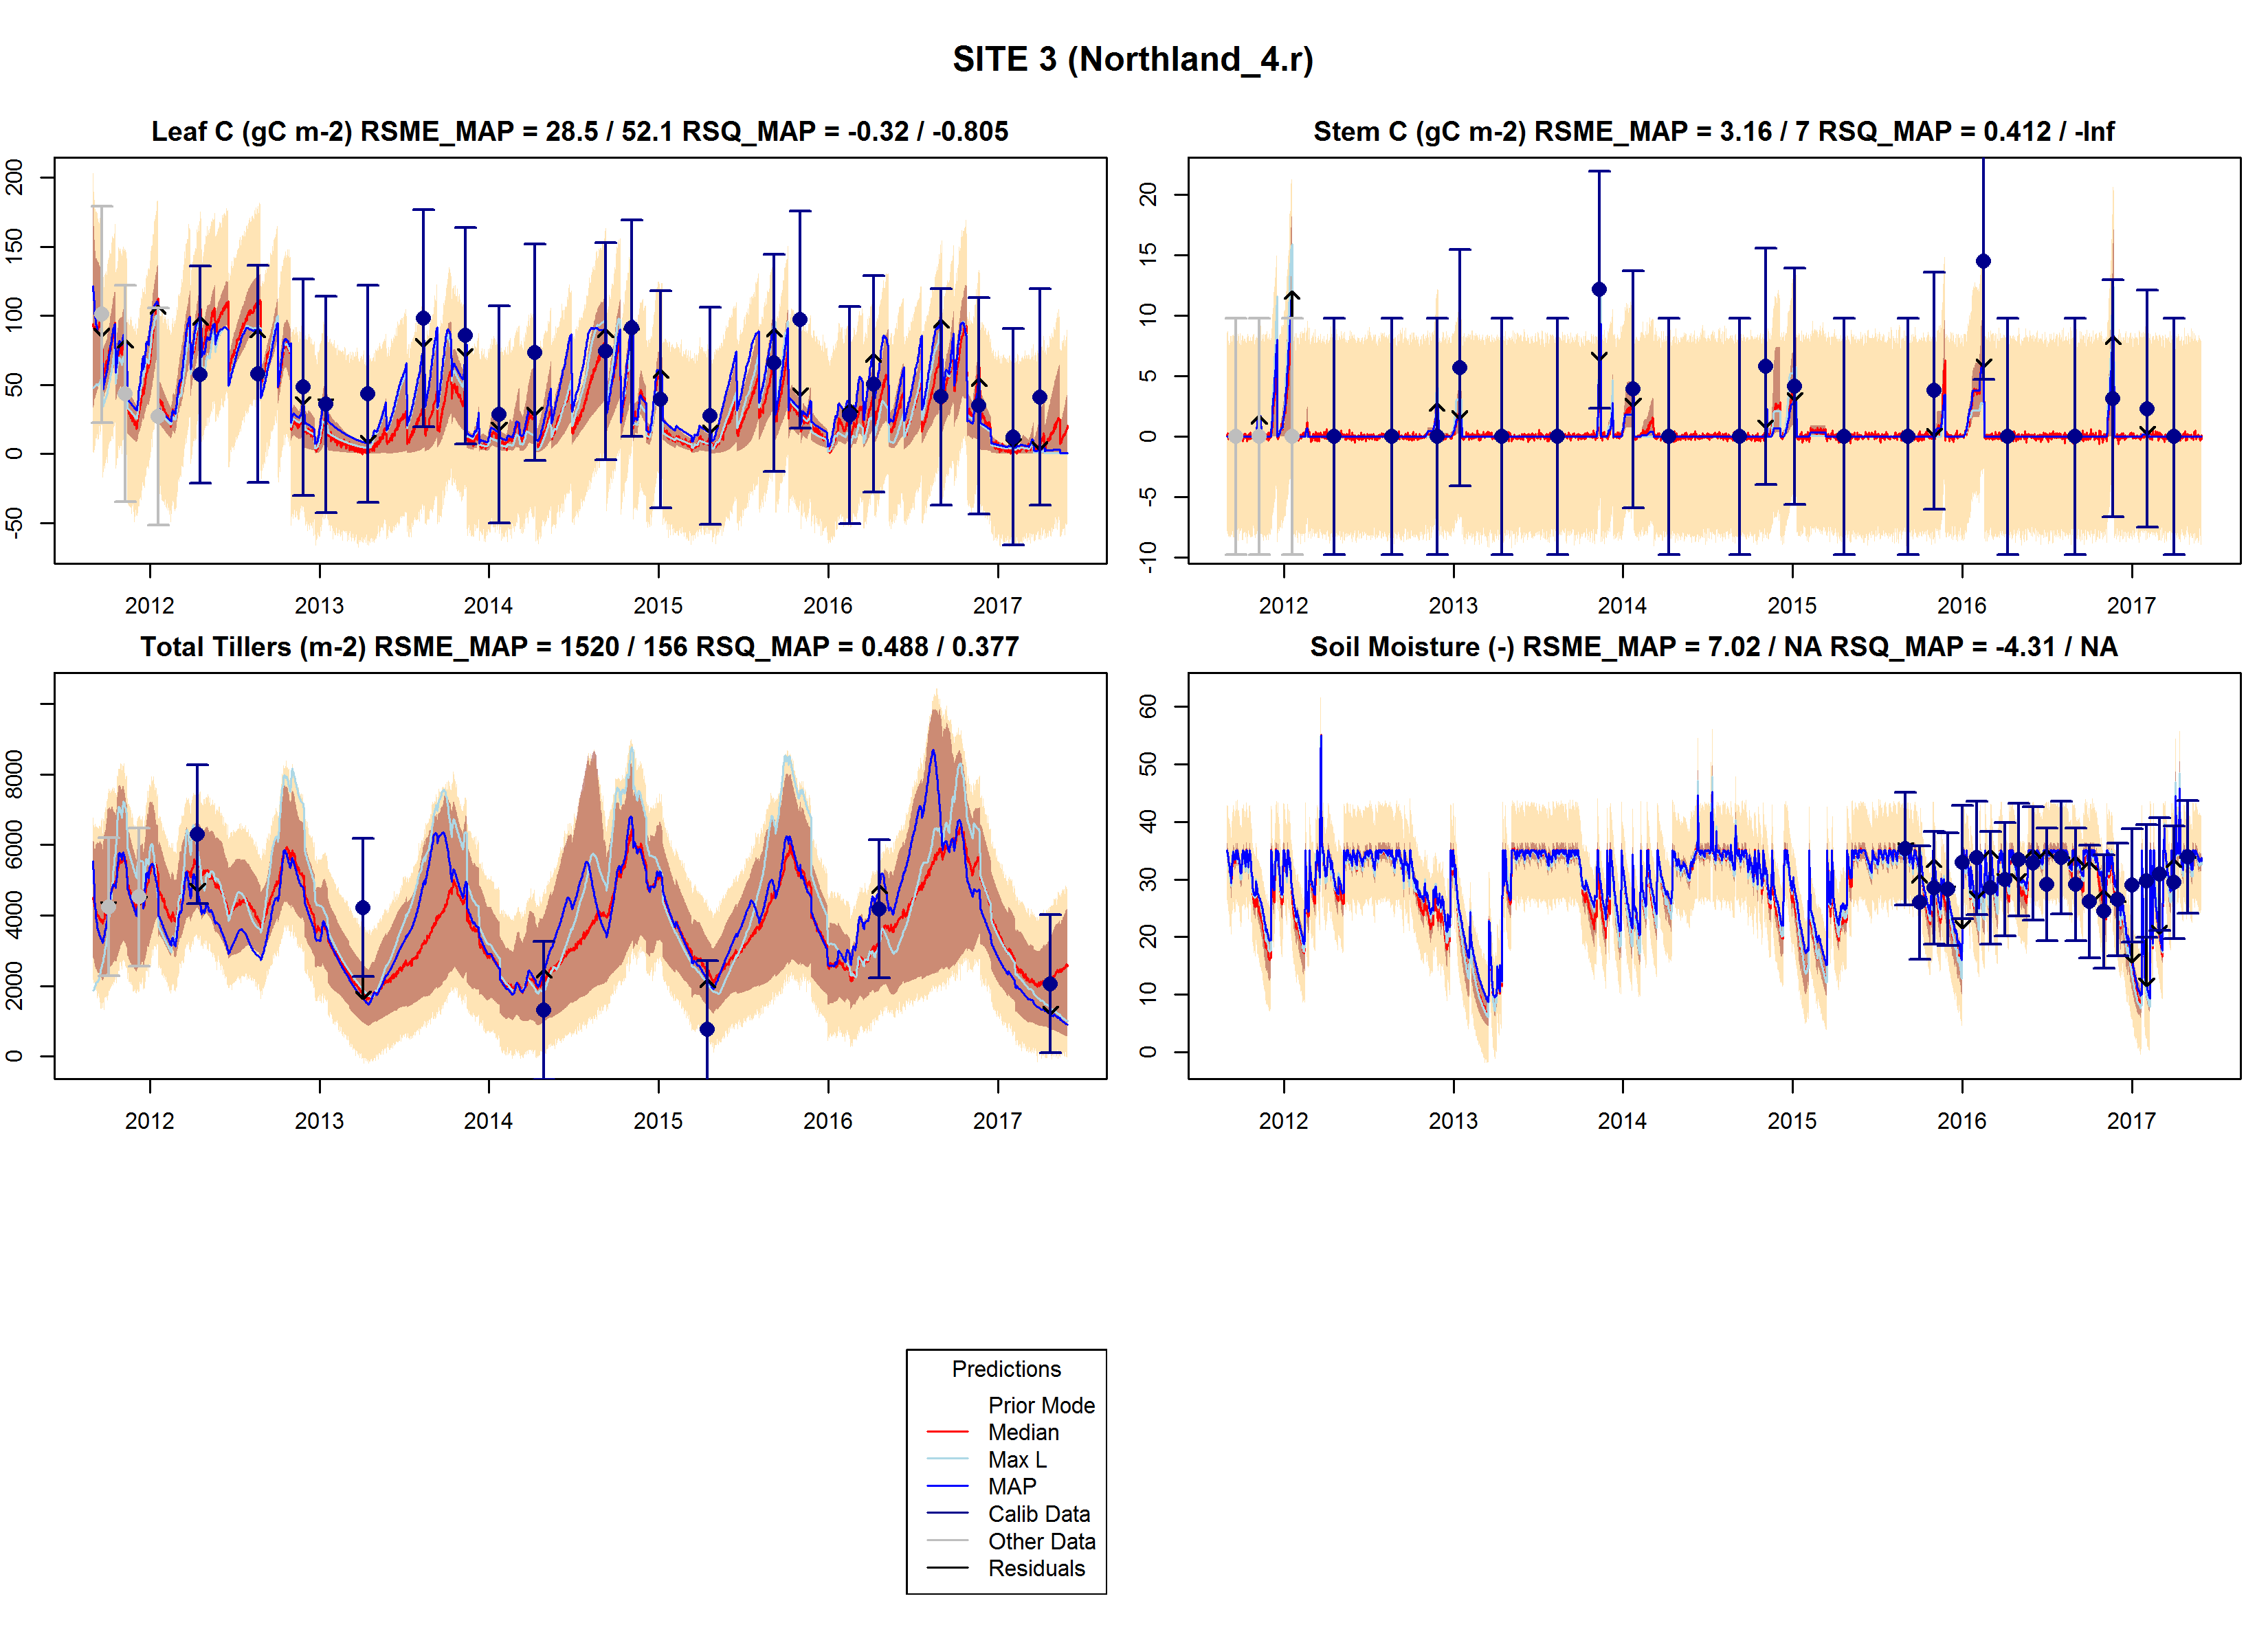 SITE 3 (Northland_4.r)
Leaf C (gC m-2) RSME_MAP = 28.5 / 52.1 RSQ_MAP = -0.32 / -0.805
200
150
100
50
0
-50
2012 2013 2014 2015 2016 2017
Stem C (gC m-2) RSME_MAP = 3.16 / 7 RSQ_MAP = 0.412 / -Inf
20
15
10
5
0
-5
-10
2012 2013 2014 2015 2016 2017
Total Tillers (m-2) RSME_MAP = 1520 / 156 RSQ_MAP = 0.488 / 0.377
8000
6000
4000
2000
0
2012 2013 2014 2015 2016 2017
Soil Moisture (-) RSME_MAP = 7.02 / NA RSQ_MAP = -4.31 / NA
60
50
40
30
20
10
0
2012 2013 2014 2015 2016 2017
Predictions
Prior Mode
Median
Max L
MAP
Calib Data
Other Data
Residuals